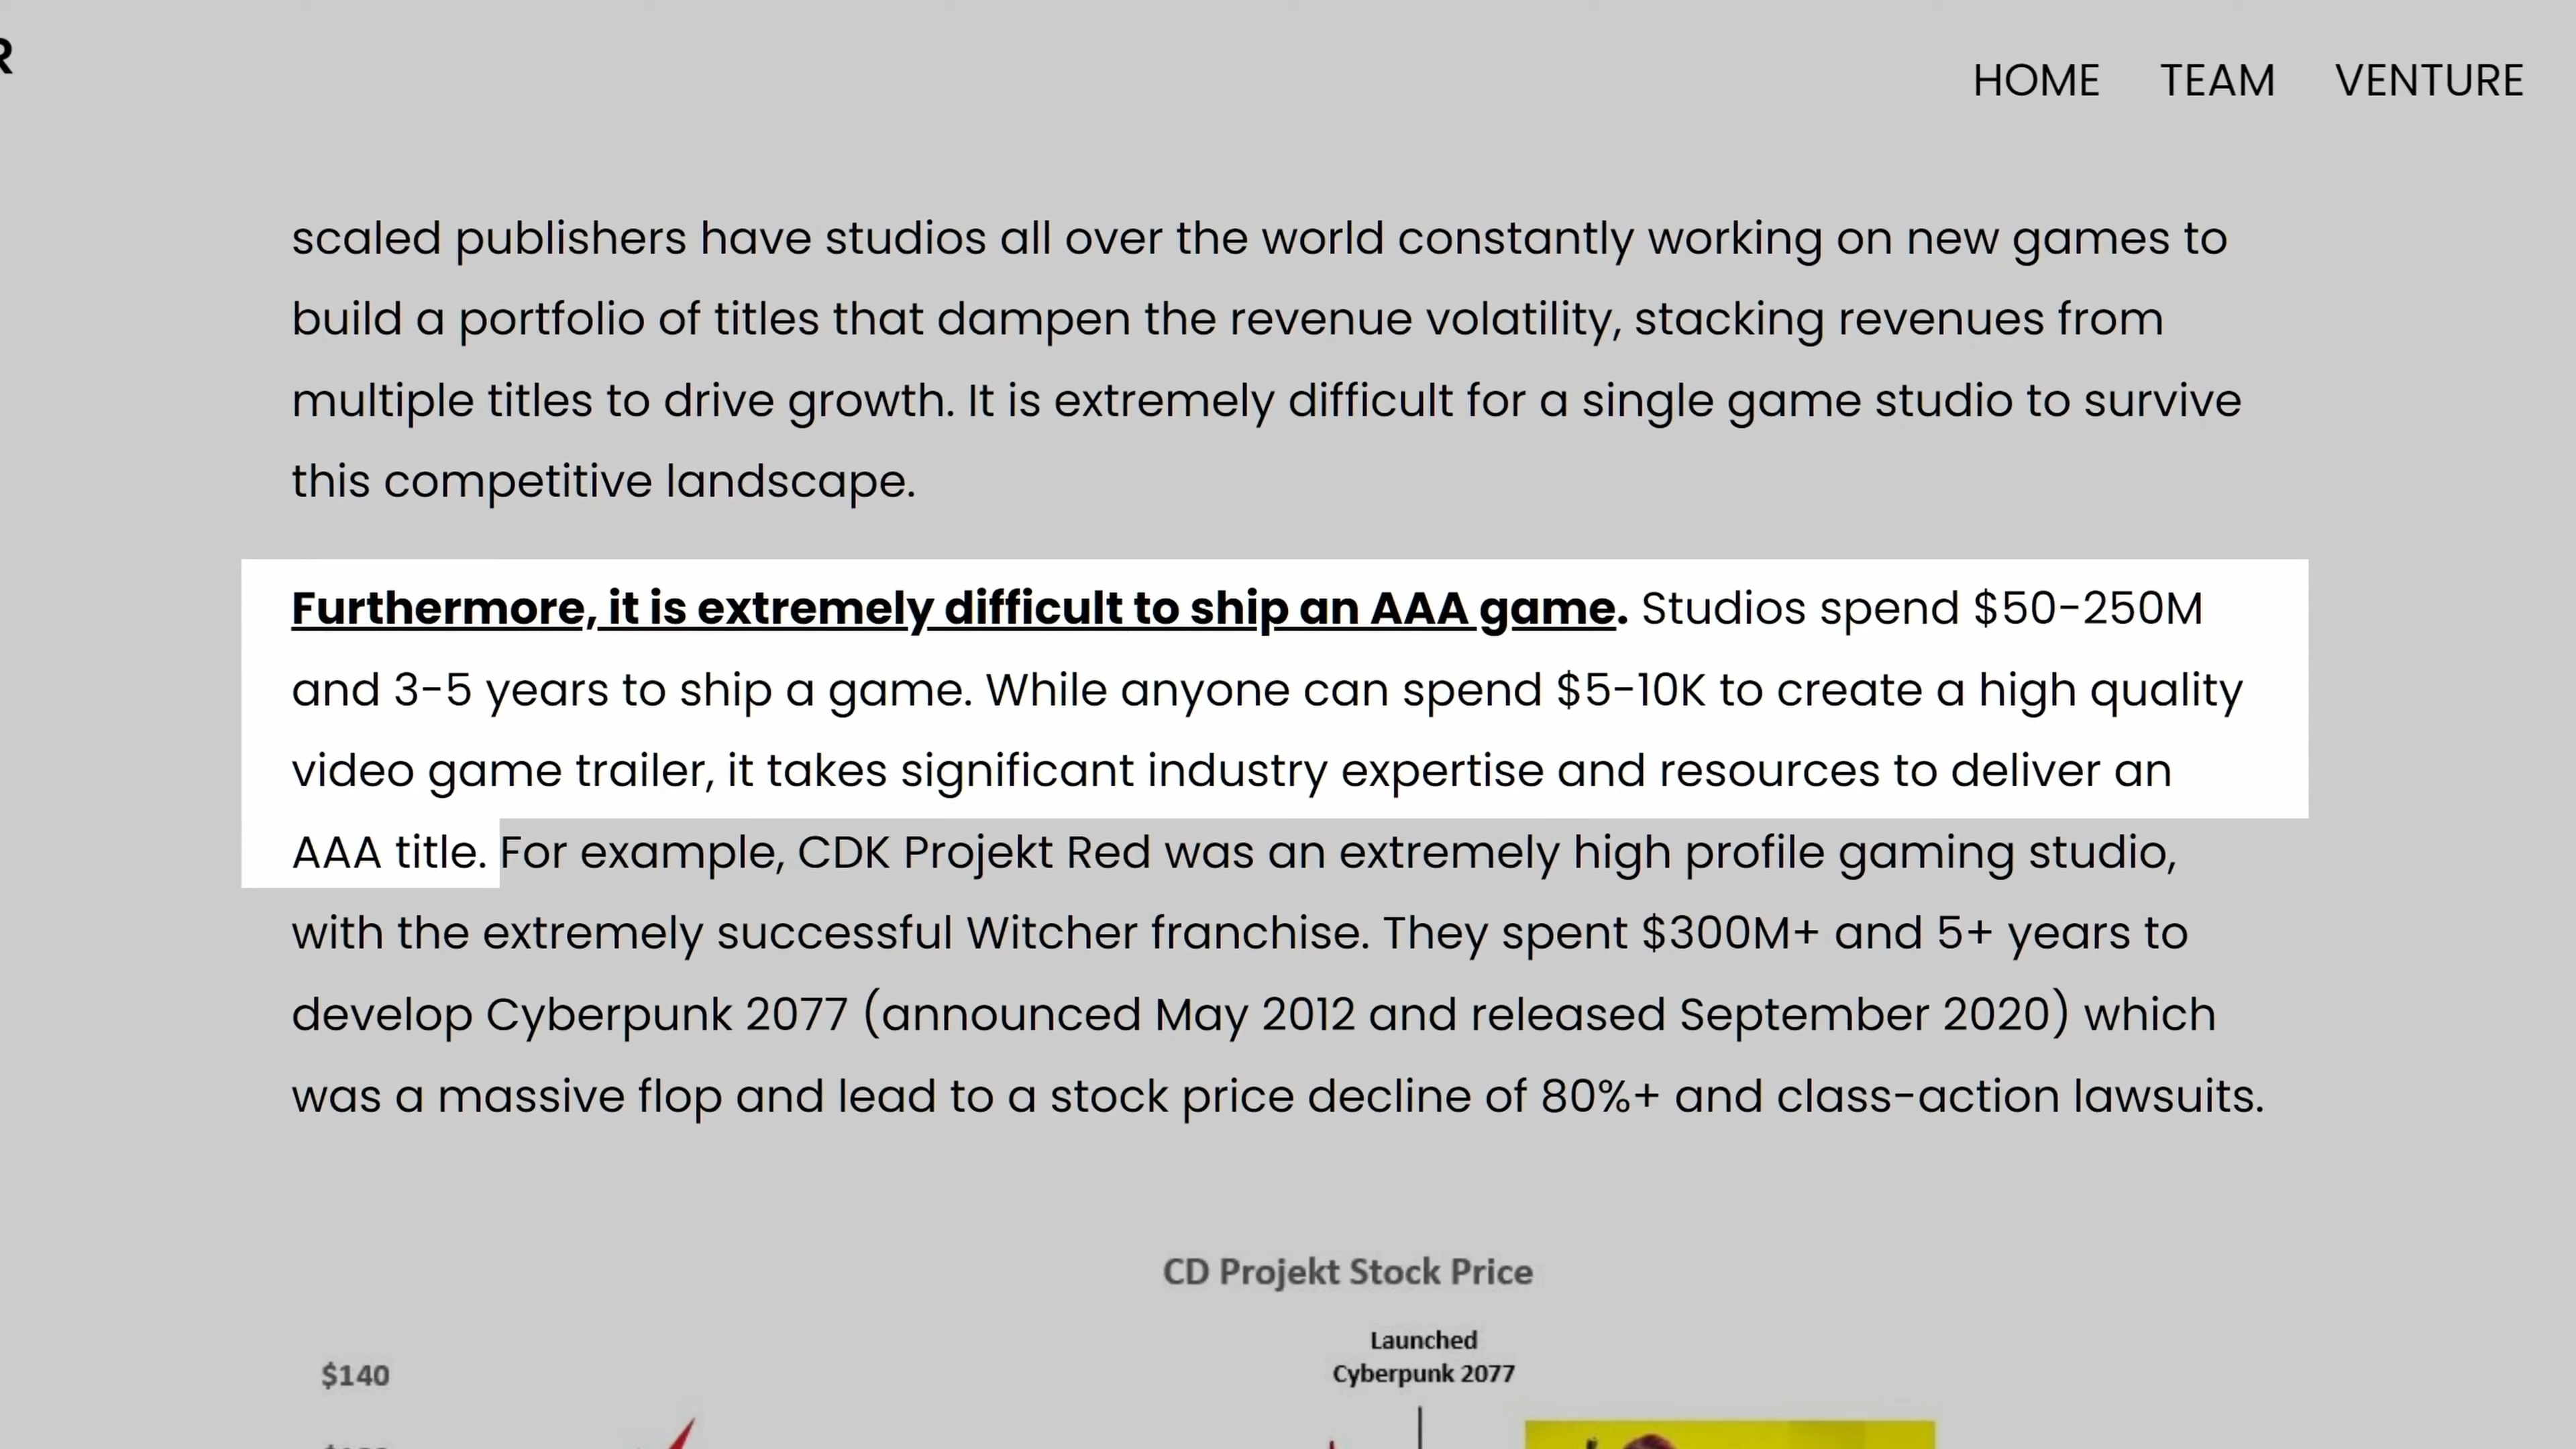 R
HOME TEAM VENTURE
scaled publishers have studios all over the world constantly working on new games to
build a portfolio of titles that dampen the revenue volatility, stacking revenues from
multiple titles to drive growth. It is extremely difficult for a single game studio to survive
this competitive landscape.
Furthermore, it is extremely difficult to ship an AAA game. Studios spend $50-250M
and 3-5 years to ship a game. While anyone can spend $5-10K to create a high quality
video game trailer, it takes significant industry expertise and resources to deliver an
AAA title. For example, CDK Projekt Red was an extremely high profile gaming studio,
with the extremely successful Witcher franchise. They spent $300M+ and 5+ years to
develop Cyberpunk 2077 (announced May 2012 and released September 2020) which
was a massive flop and lead to a stock price decline of 80%+ and class-action lawsuits.
CD Projekt Stock Price
Launched
Cyberpunk 2077
$140